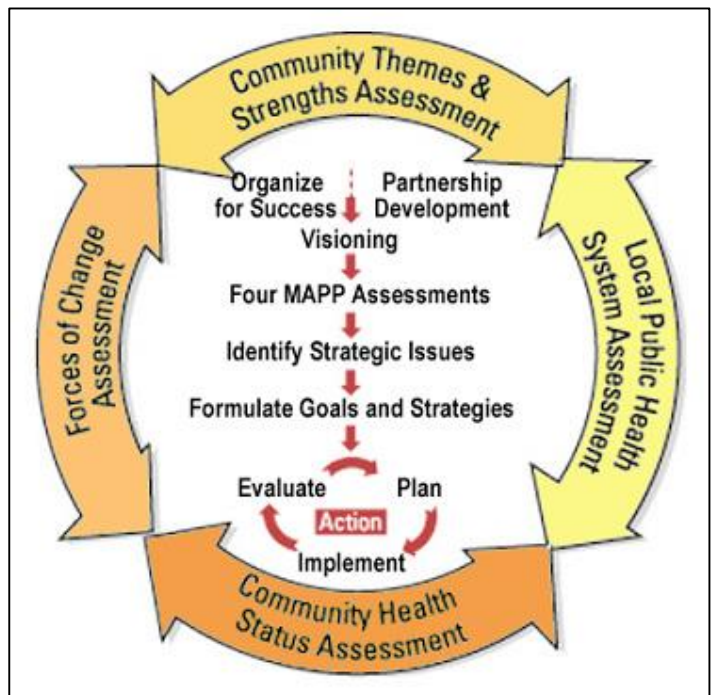 Community Themes &
Strengths Assessment
Organize
for Success
Partnership
Development
Visioning
Four MAPP Assessments
Identify Strategic Issues
Formulate Goals and Strategies
Evaluate
Plan
Action
Implement
Forces of Change
Assessment
Local Public Health
System Assessment
Community Health
Status Assessment